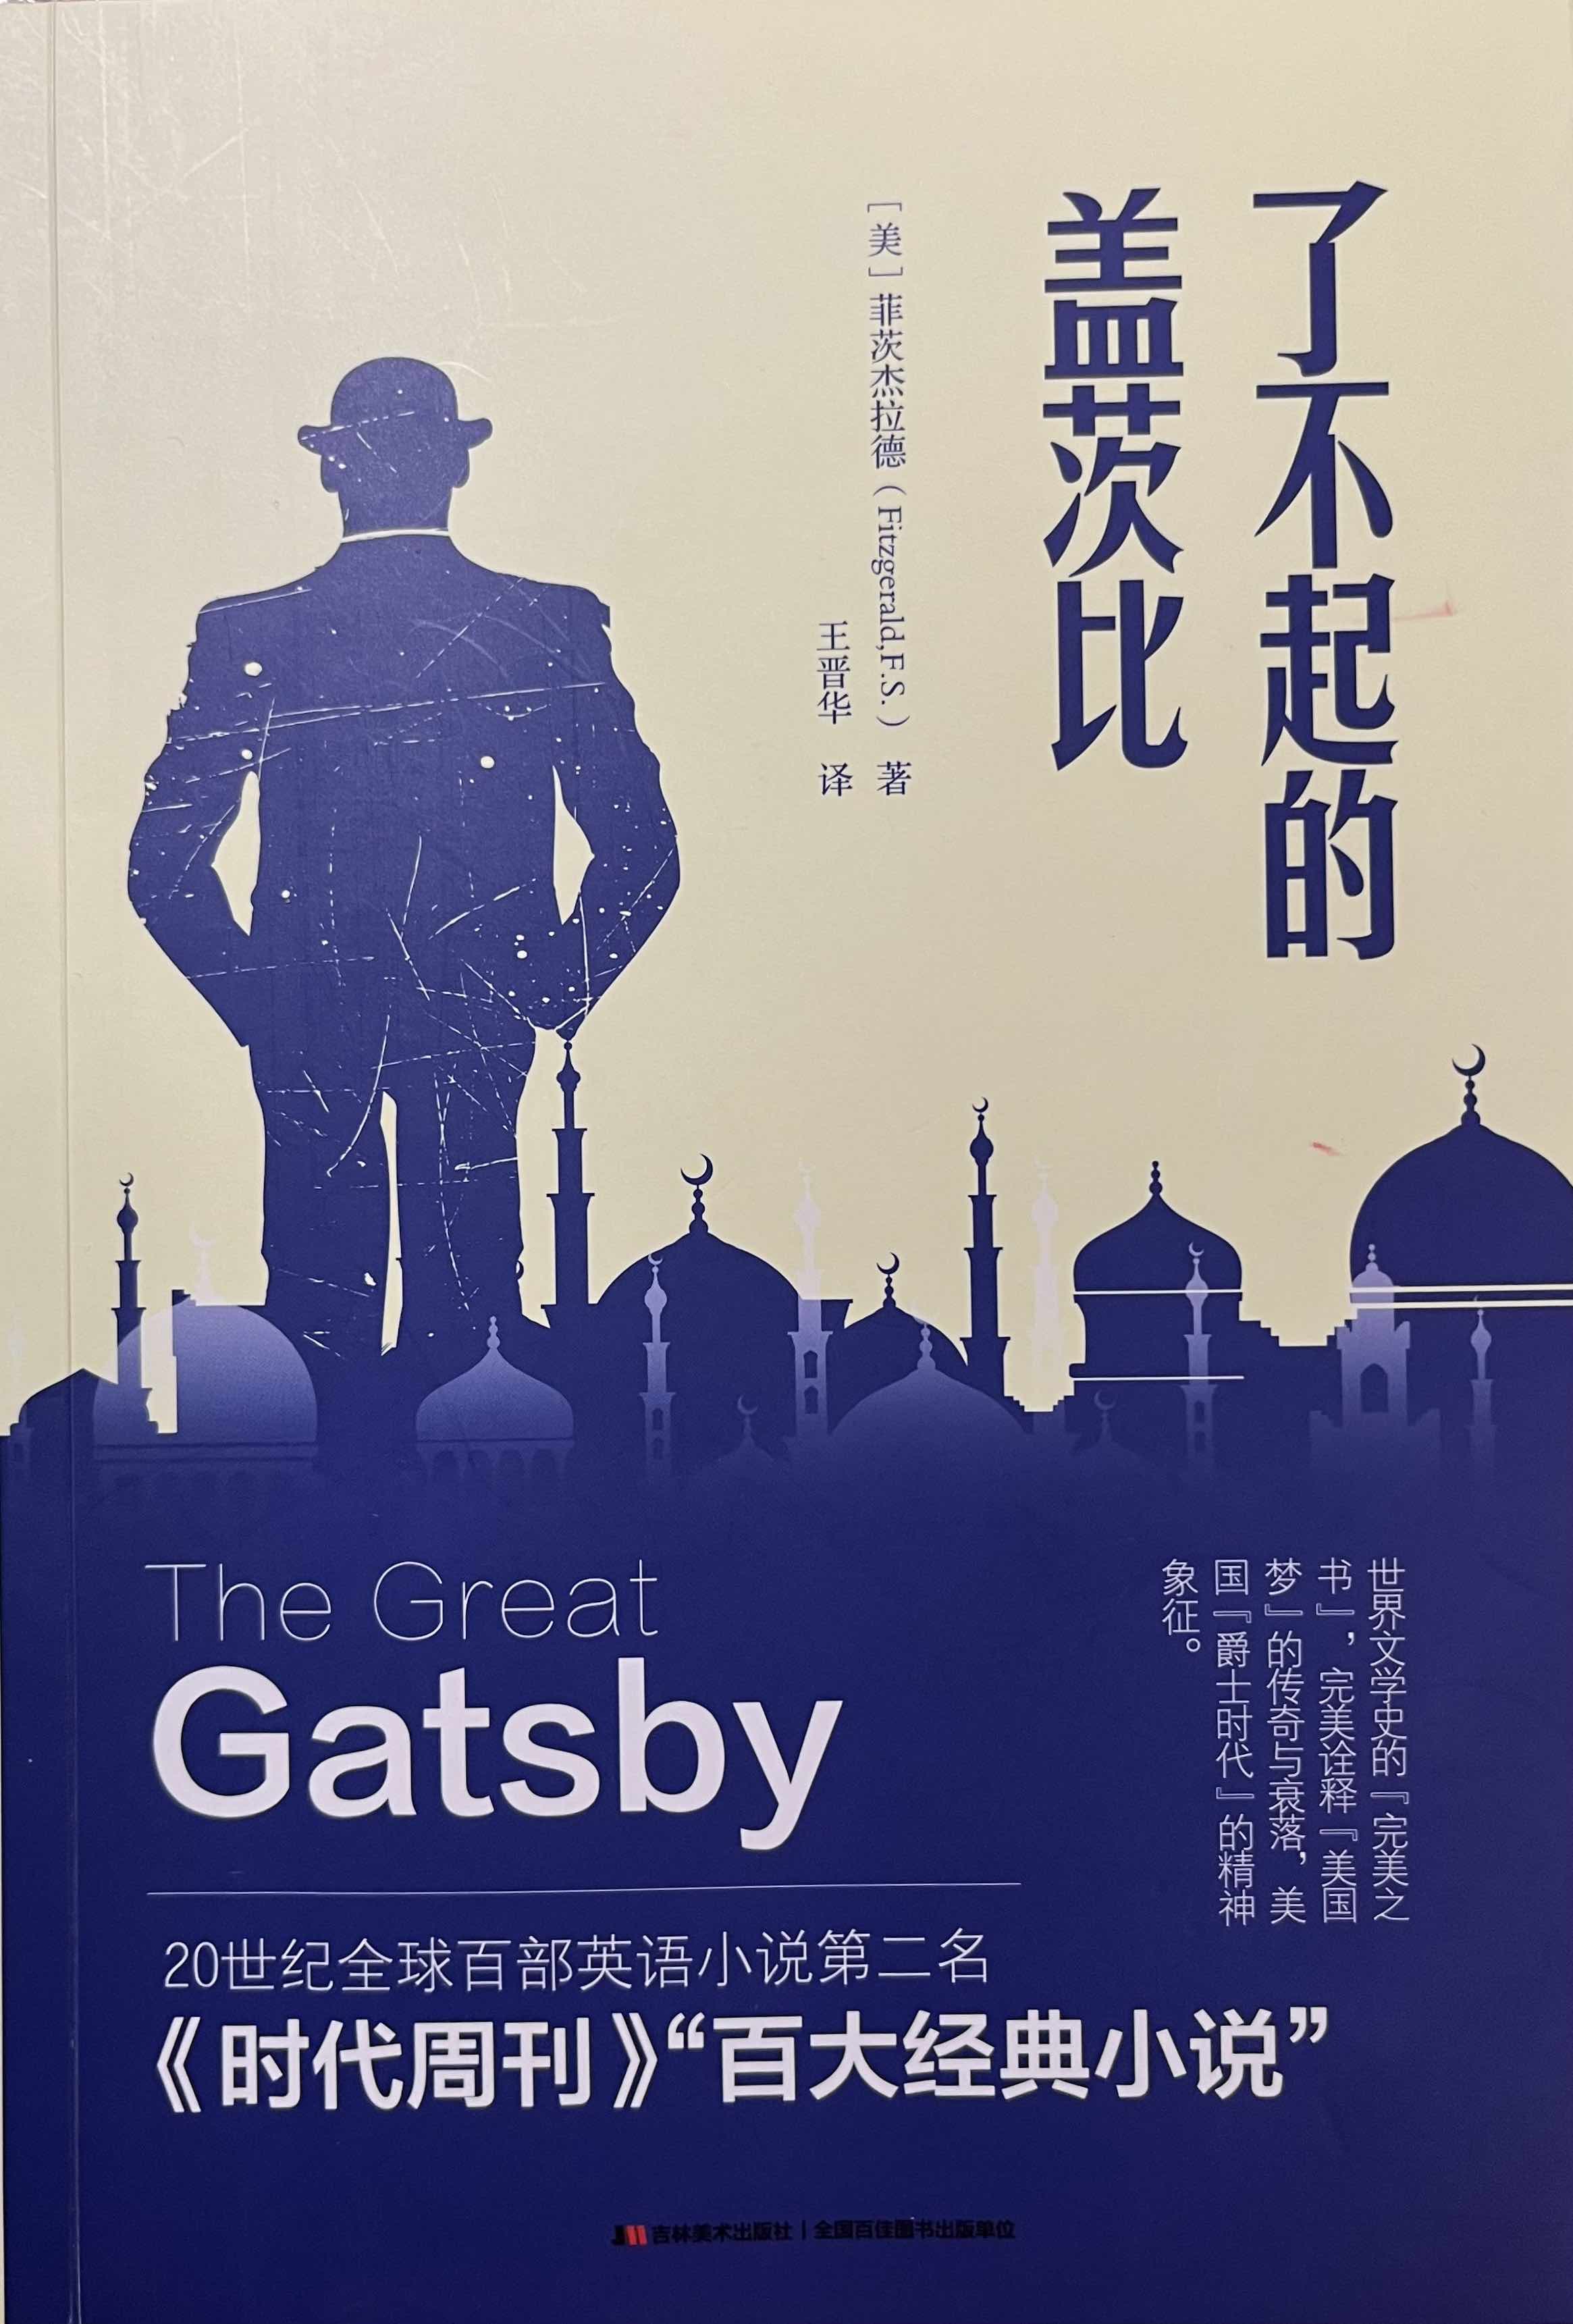 了不起的
盖茨比
［美］菲茨杰拉德（Fitzgerald,F.S.） 著
王晋华 译
The Great
Gatsby
世界文学史的『完美之
书』，完美诠释『美国
梦』的传奇与衰落，美
国『爵士时代』的精神
象征。
20世纪全球百部英语小说第二名
《时代周刊》“百大经典小说”
吉林美术出版社｜全国百佳图书出版单位